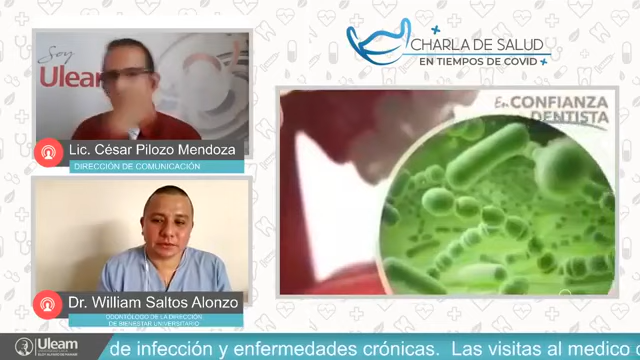 CHARLA DE SALUD
EN TIEMPOS DE COVID
Soy
Uleam
Lic. César Pilozo Mendoza
DIRECCIÓN DE COMUNICACIÓN
En CONFIANZA
DENTISTA
Dr. William Saltos Alonzo
ODONTÓLOGO DE LA DIRECCIÓN
DE BIENESTAR UNIVERSITARIO
Uleam
de infección y enfermedades crónicas. Las visitas al medico